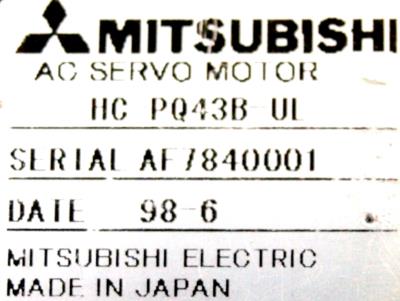 MITSUBISHI
AC SERVO MOTOR
HC PQ43B-UL
SERIAL AF7840001
DATE 98-6
MITSUBISHI ELECTRIC
MADE IN JAPAN